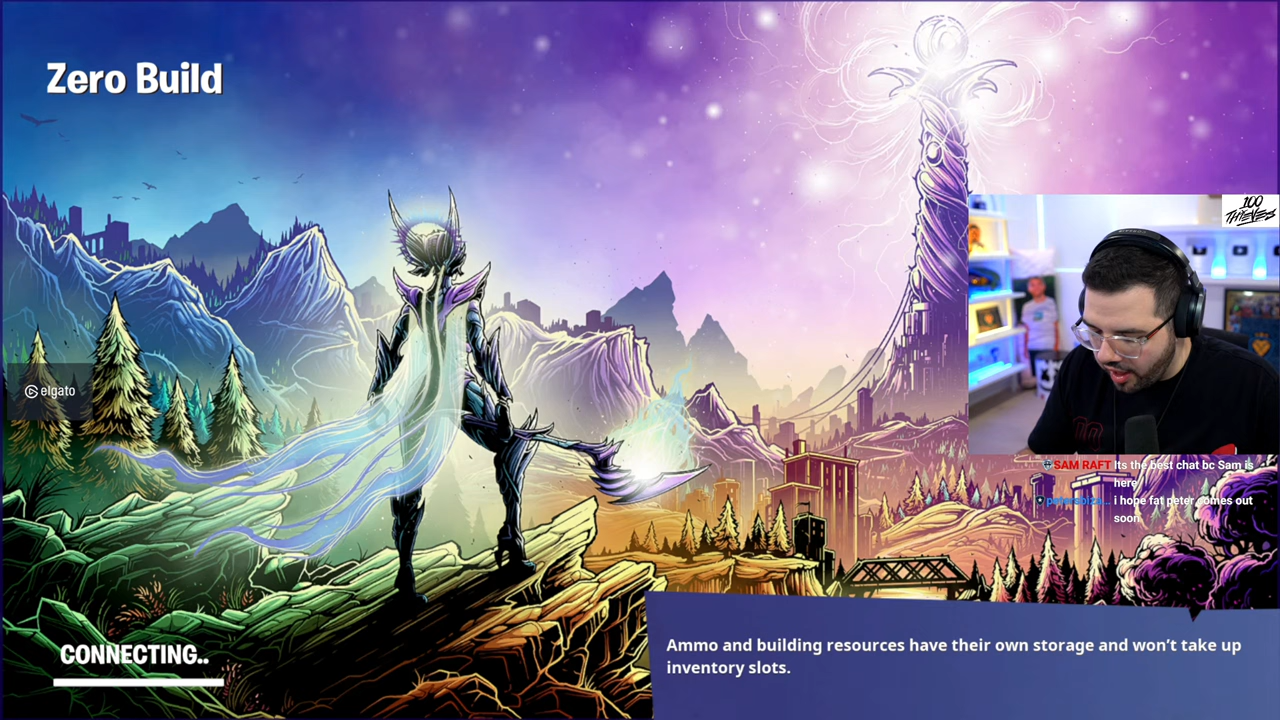 Zero Build
100
THIEVES
elgato
SAM RAFT Its the best chat bc Sam is
here
i hope fat peter comes out
soon
CONNECTING..
Ammo and building resources have their own storage and won't take up
inventory slots.